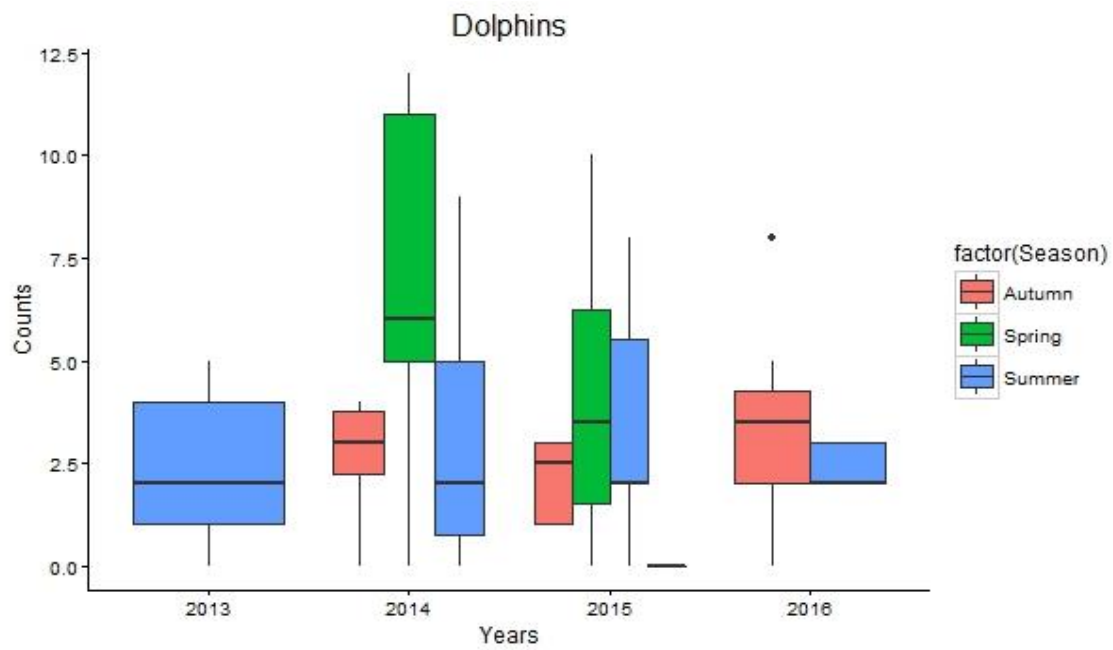 Dolphins
12.5
10.0
7.5
5.0
2.5
0.0
Counts
2013 2014 2015 2016
Years
factor(Season)
Autumn
Spring
Summer